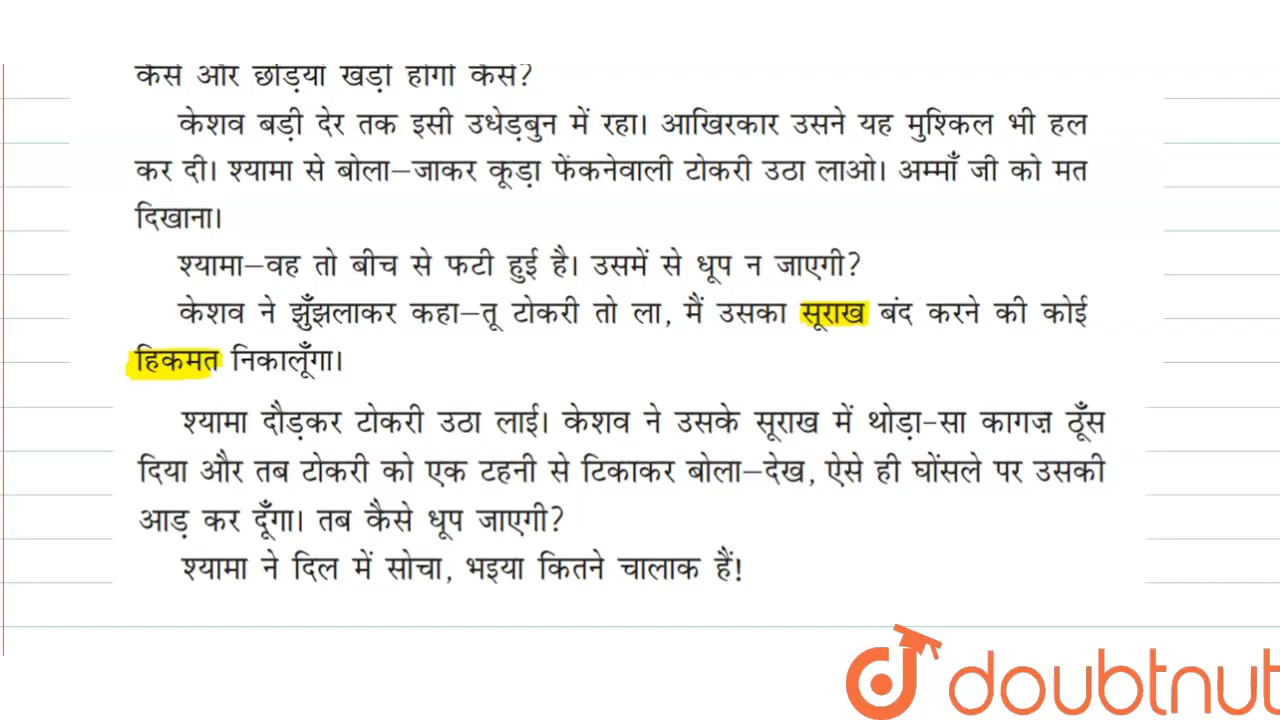 कैसे और छड़ियाँ खड़ी होंगी कैसे?
केशव बड़ी देर तक इसी उधेड़बुन में रहा। आखिरकार उसने यह मुश्किल भी हल
कर दी। श्यामा से बोला–जाकर कूड़ा फेंकनेवाली टोकरी उठा लाओ। अम्माँ जी को मत
दिखाना।
श्यामा–वह तो बीच से फटी हुई है। उसमें से धूप न जाएगी?
केशव ने झुँझलाकर कहा–तू टोकरी तो ला, मैं उसका सूराख बंद करने की कोई
हिकमत निकालूँगा।
श्यामा दौड़कर टोकरी उठा लाई। केशव ने उसके सूराख में थोड़ा-सा कागज़ ठूँस
दिया और तब टोकरी को एक टहनी से टिकाकर बोला–देख, ऐसे ही घोंसले पर उसकी
आड़ कर दूँगा। तब कैसे धूप जाएगी?
श्यामा ने दिल में सोचा, भइया कितने चालाक हैं!
doubtnut